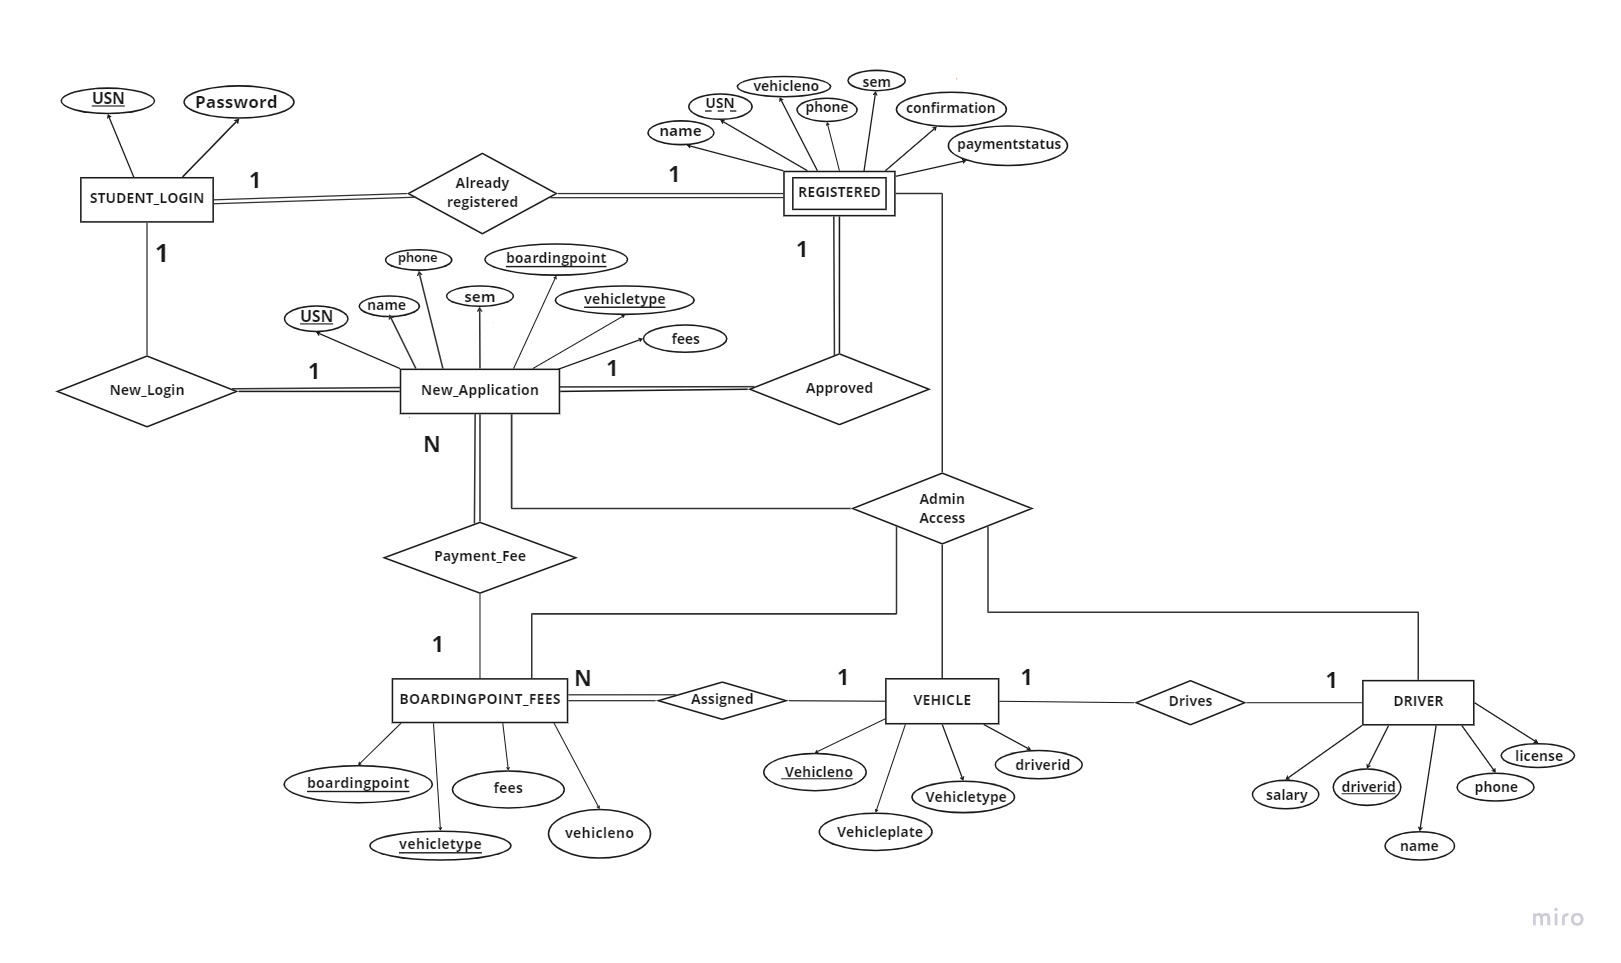 USN
Password
STUDENT_LOGIN
1
1
Already
registered
1
name
USN
vehicleno
phone
sem
confirmation
paymentstatus
REGISTERED
1
phone
boardingpoint
USN
name
sem
vehicletype
fees
New_Login
1
New_Application
1
Approved
N
Admin
Access
Payment_Fee
1
BOARDINGPOINT_FEES
N
Assigned
1
VEHICLE
1
Drives
1
DRIVER
boardingpoint
vehicletype
fees
vehicleno
Vehicleno
Vehicleplate
Vehicletype
driverid
salary
driverid
name
phone
license
miro